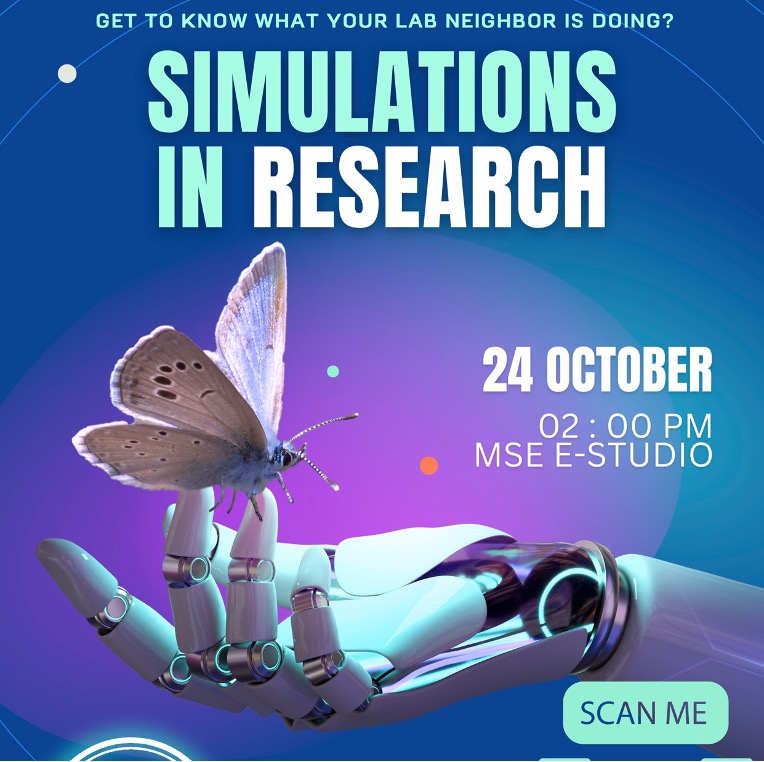 GET TO KNOW WHAT YOUR LAB NEIGHBOR IS DOING?
SIMULATIONS
IN RESEARCH
24 OCTOBER
02 : 00 PM
MSE E-STUDIO
SCAN ME